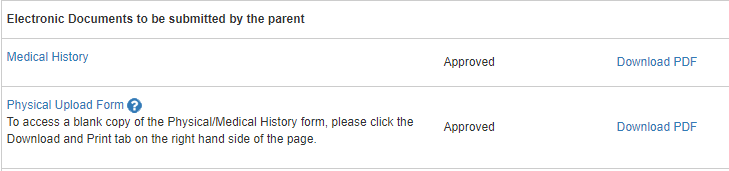 Electronic Documents to be submitted by the parent
Medical History
Approved
Download PDF
Physical Upload Form ?
To access a blank copy of the Physical/Medical History form, please click the
Download and Print tab on the right hand side of the page.
Approved
Download PDF